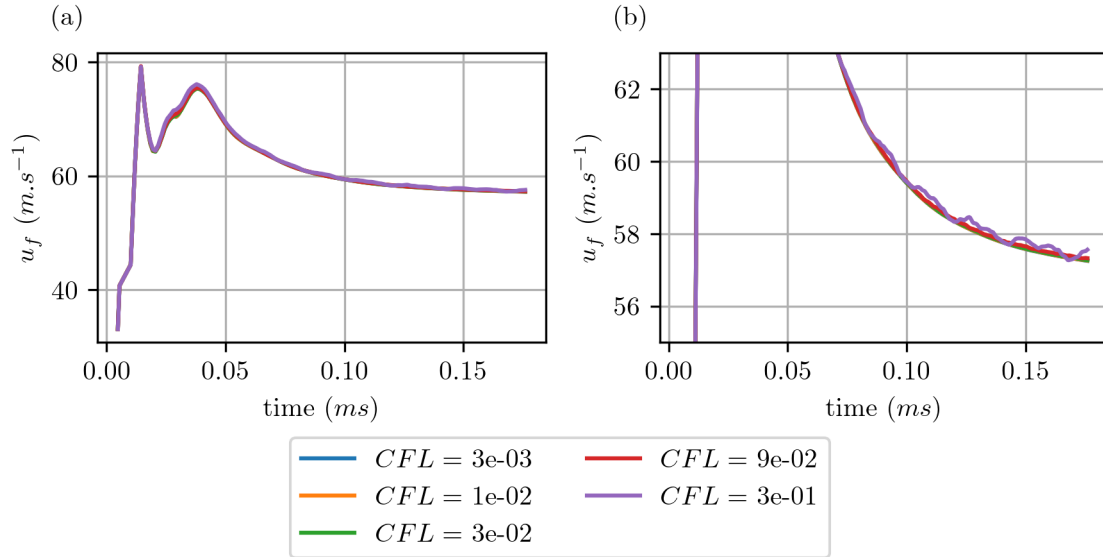 (a)
80
60
40
u_f (m.s⁻¹)
0.00 0.05 0.10 0.15
time (ms)
(b)
62
60
58
56
u_f (m.s⁻¹)
0.00 0.05 0.10 0.15
time (ms)
CFL = 3e-03
CFL = 1e-02
CFL = 3e-02
CFL = 9e-02
CFL = 3e-01